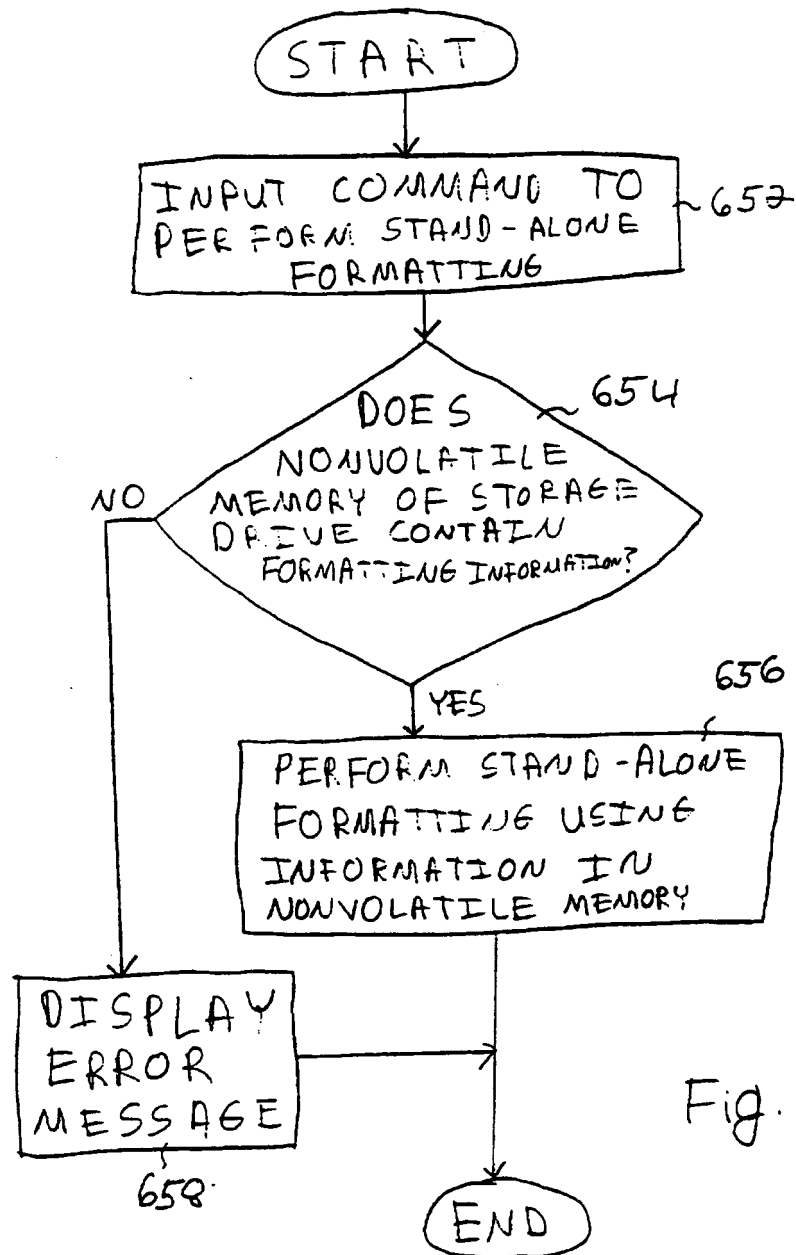 START
INPUT COMMAND TO
PERFORM STAND-ALONE
FORMATTING
652
DOES
NONVOLATILE
MEMORY OF STORAGE
DRIVE CONTAIN
FORMATTING INFORMATION?
654
NO
YES
656
PERFORM STAND-ALONE
FORMATTING USING
INFORMATION IN
NONVOLATILE MEMORY
DISPLAY
ERROR
MESSAGE
658
Fig.
END